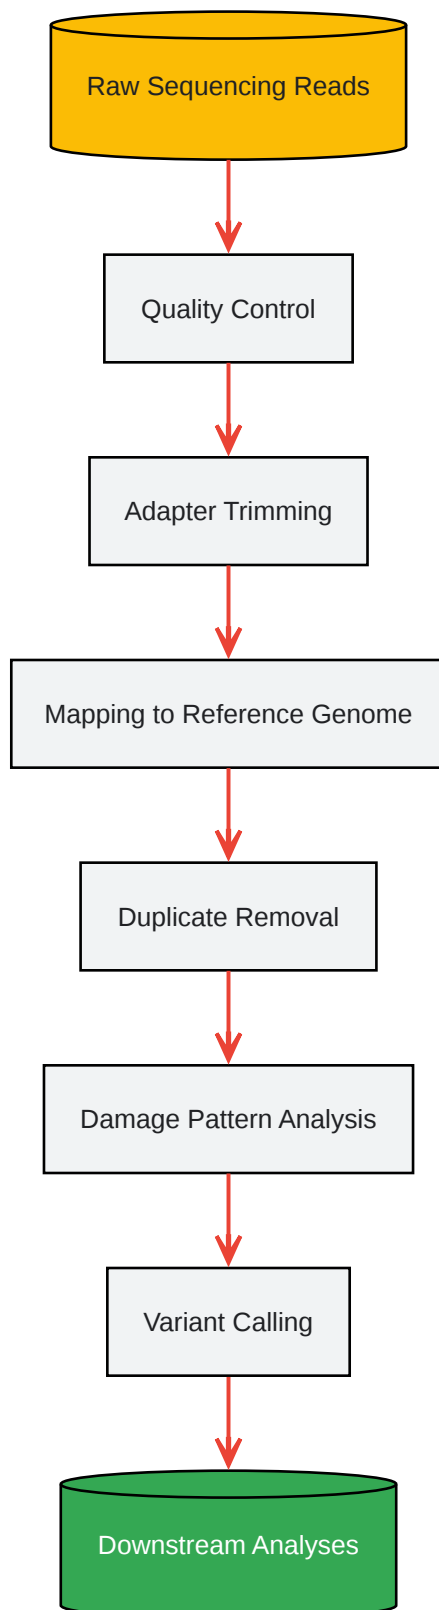 Raw Sequencing Reads
Quality Control
Adapter Trimming
Mapping to Reference Genome
Duplicate Removal
Damage Pattern Analysis
Variant Calling
Downstream Analyses